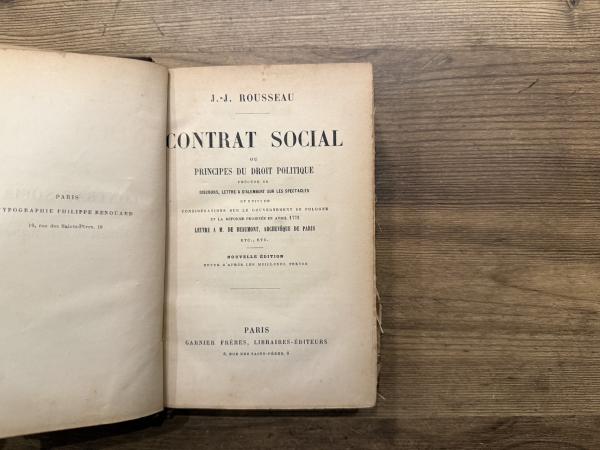 PARIS
TYPOGRAPHIE PHILIPPE RENOUARD
19, rue des Saints-Pères, 19
J.-J. ROUSSEAU
CONTRAT SOCIAL
OU
PRINCIPES DU DROIT POLITIQUE
PRÉCÉDÉ DE
DISCOURS, LETTRE A D'ALEMBERT SUR LES SPECTACLES
ET SUIVI DE
CONSIDÉRATIONS SUR LE GOUVERNEMENT DE POLOGNE
ET LA RÉFORME PROJETÉE EN AVRIL 1772
LETTRE A M. DE BEAUMONT, ARCHEVÊQUE DE PARIS
ETC., ETC.
NOUVELLE ÉDITION
REVUE D'APRÈS LES MEILLEURS TEXTES
PARIS
GARNIER FRÈRES, LIBRAIRES-ÉDITEURS
6, RUE DES SAINTS-PÈRES, 6